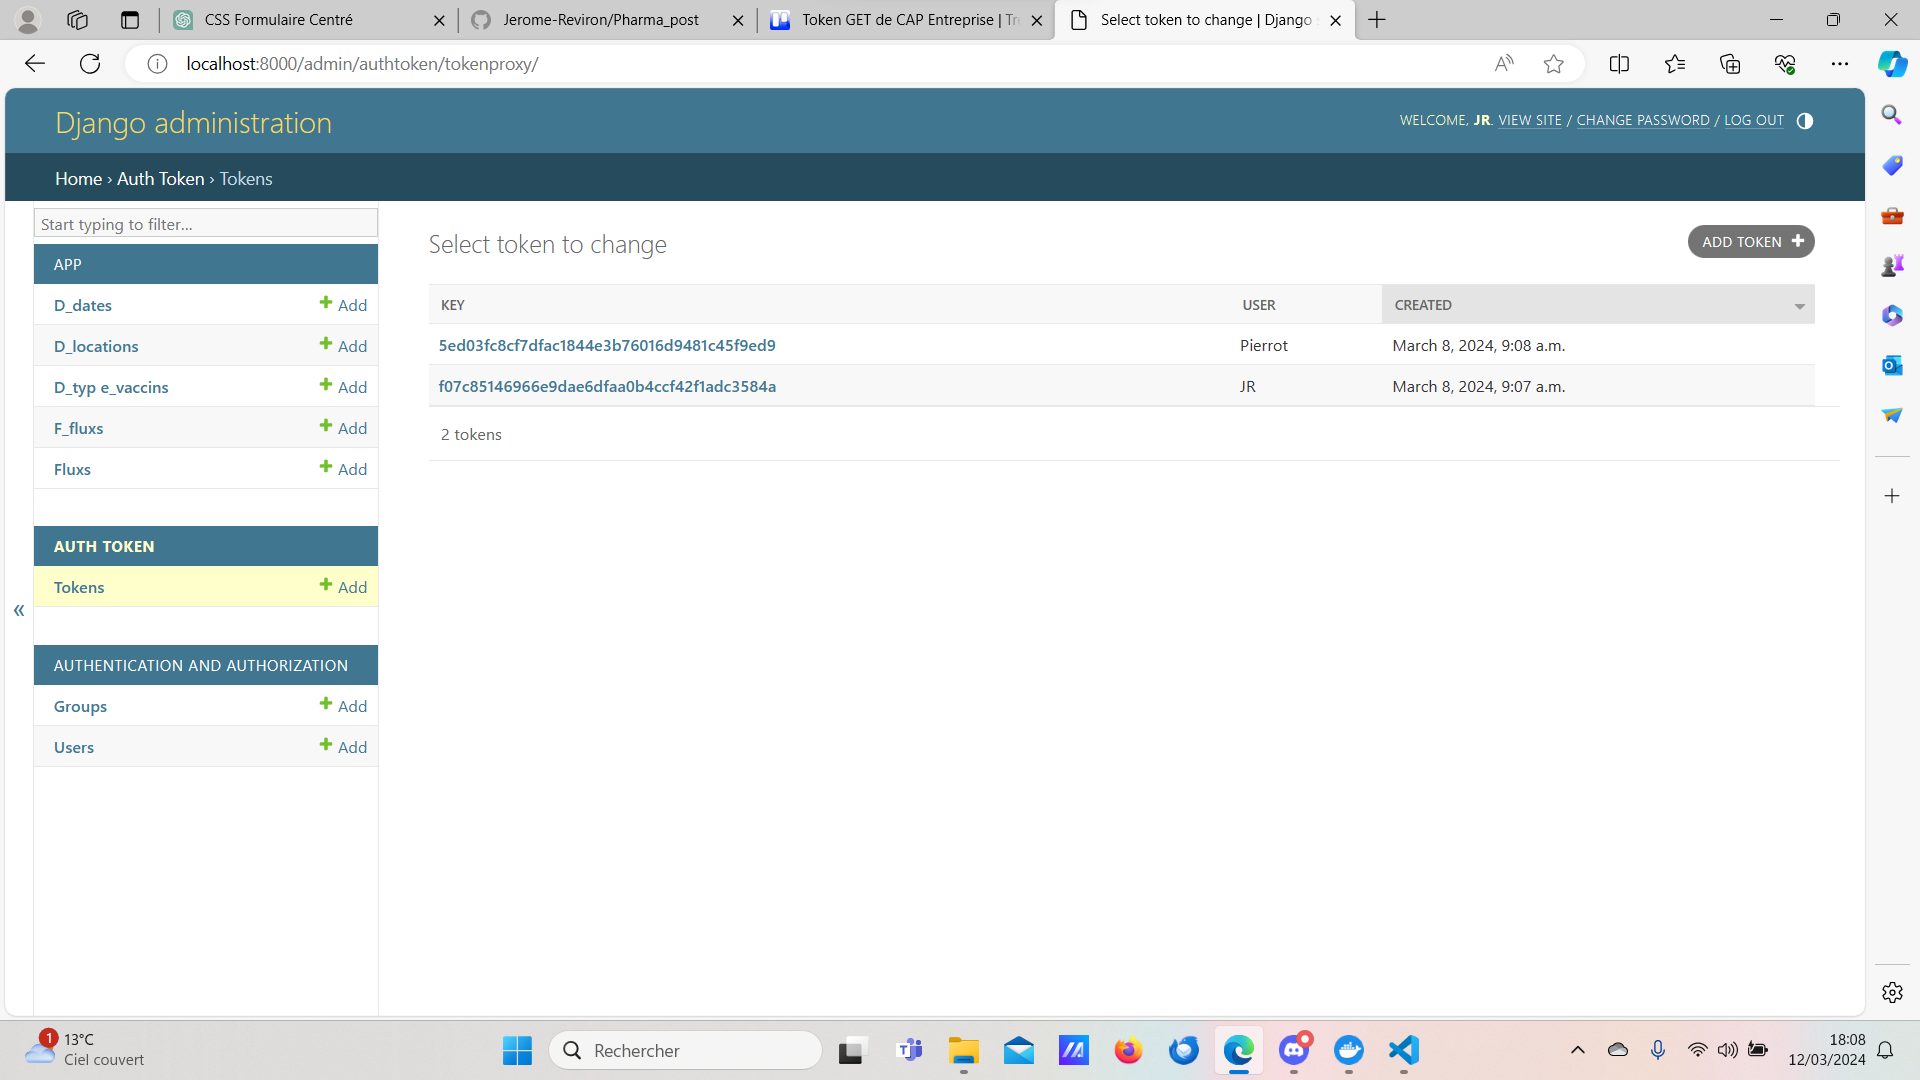 CSS Formulaire Centré
Jerome-Reviron/Pharma_post
Token GET de CAP Entreprise | Tr
Select token to change | Django s
localhost:8000/admin/authtoken/tokenproxy/
Django administration
WELCOME, JR. VIEW SITE / CHANGE PASSWORD / LOG OUT
Home › Auth Token › Tokens
Start typing to filter...
APP
D_dates Add
D_locations Add
D_typ e_vaccins Add
F_fluxs Add
Fluxs Add
AUTH TOKEN
Tokens Add
«
AUTHENTICATION AND AUTHORIZATION
Groups Add
Users Add
Select token to change
ADD TOKEN
KEY USER CREATED
5ed03fc8cf7dfac1844e3b76016d9481c45f9ed9 Pierrot March 8, 2024, 9:08 a.m.
f07c85146966e9dae6dfaa0b4ccf42f1adc3584a JR March 8, 2024, 9:07 a.m.
2 tokens
1
13°C
Ciel couvert
Rechercher
18:08
12/03/2024